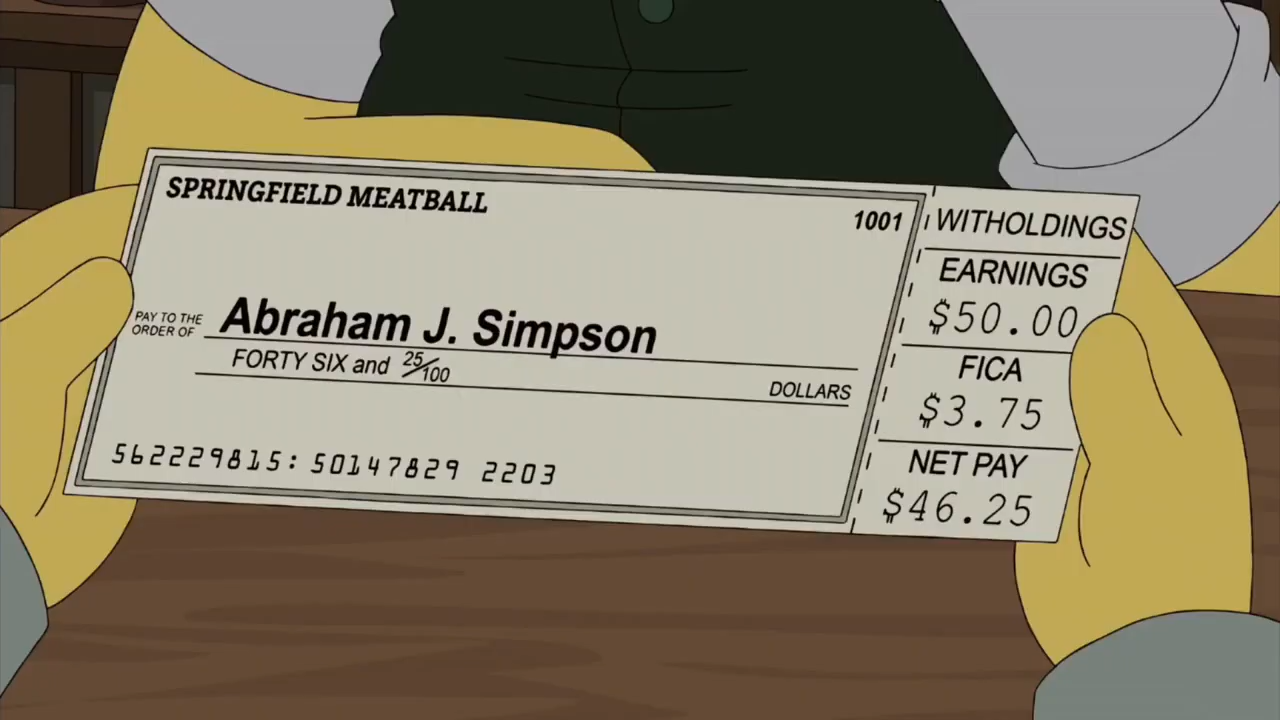 SPRINGFIELD MEATBALL
1001
PAY TO THE
ORDER OF
Abraham J. Simpson
FORTY SIX and 25/100
DOLLARS
562229815: 50147829 2203
WITHOLDINGS
EARNINGS
$50.00
FICA
$3.75
NET PAY
$46.25